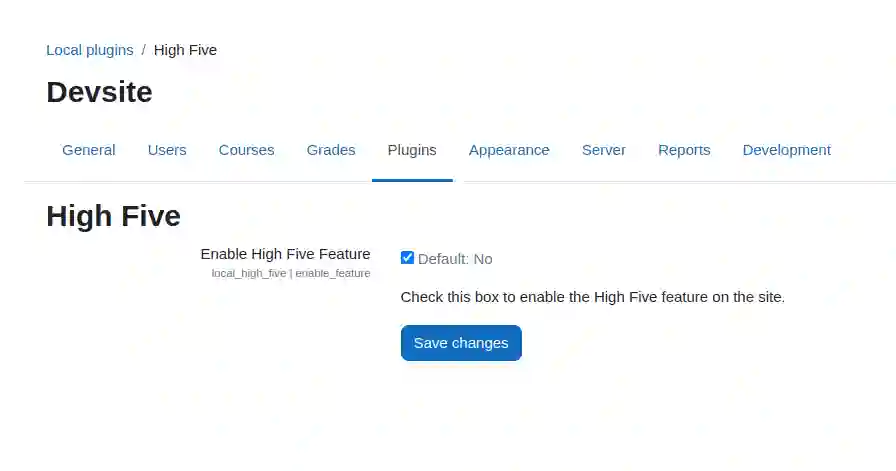 Local plugins / High Five
Devsite
General Users Courses Grades Plugins Appearance Server Reports Development
High Five
Enable High Five Feature
local_high_five | enable_feature
Default: No
Check this box to enable the High Five feature on the site.
Save changes